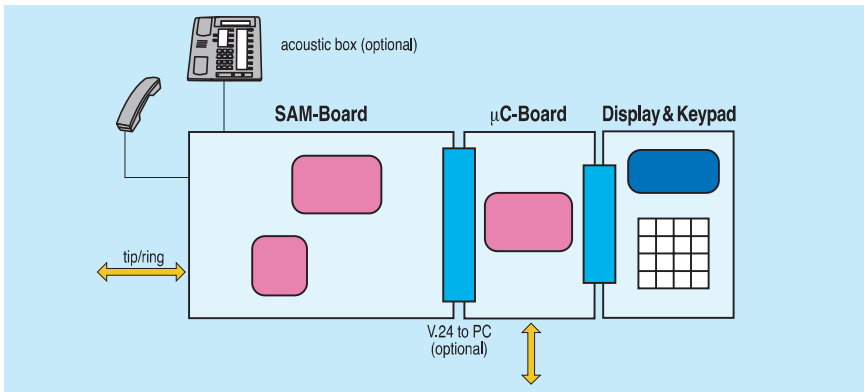 acoustic box (optional)
SAM-Board
µC-Board
Display & Keypad
tip/ring
V.24 to PC
(optional)